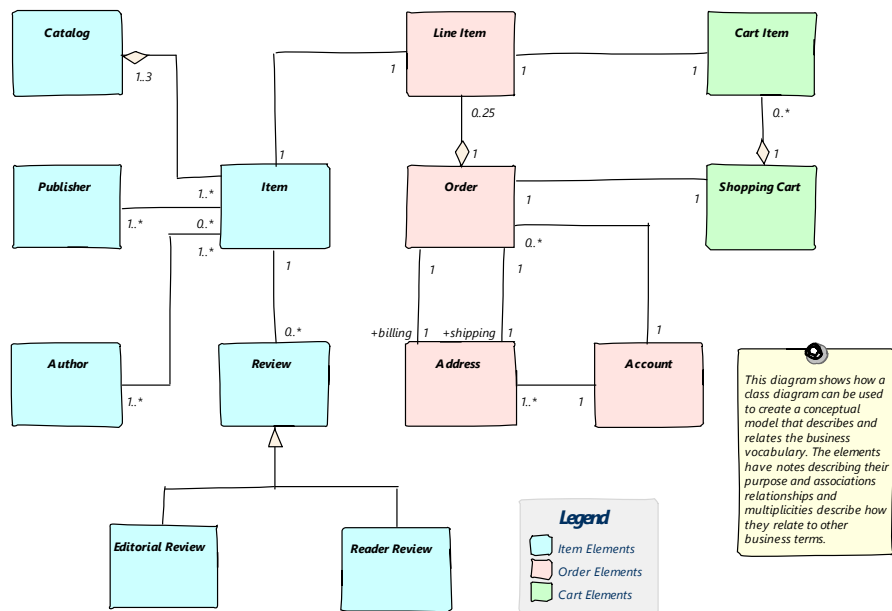 Catalog
Line Item
Cart Item
1..3
1
1
1
0..25
0..*
1
1
1
Publisher
Item
Order
Shopping Cart
1..*
1
1
1..*
0..*
1..*
1
1
1
0..*
0..*
+billing
1
+shipping
1
1
Author
Review
Address
Account
1..*
1..*
1
This diagram shows how a
class diagram can be used
to create a conceptual
model that describes and
relates the business
vocabulary. The elements
have notes describing their
purpose and associations
relationships and
multiplicities describe how
they relate to other
business terms.
Editorial Review
Reader Review
Legend
Item Elements
Order Elements
Cart Elements